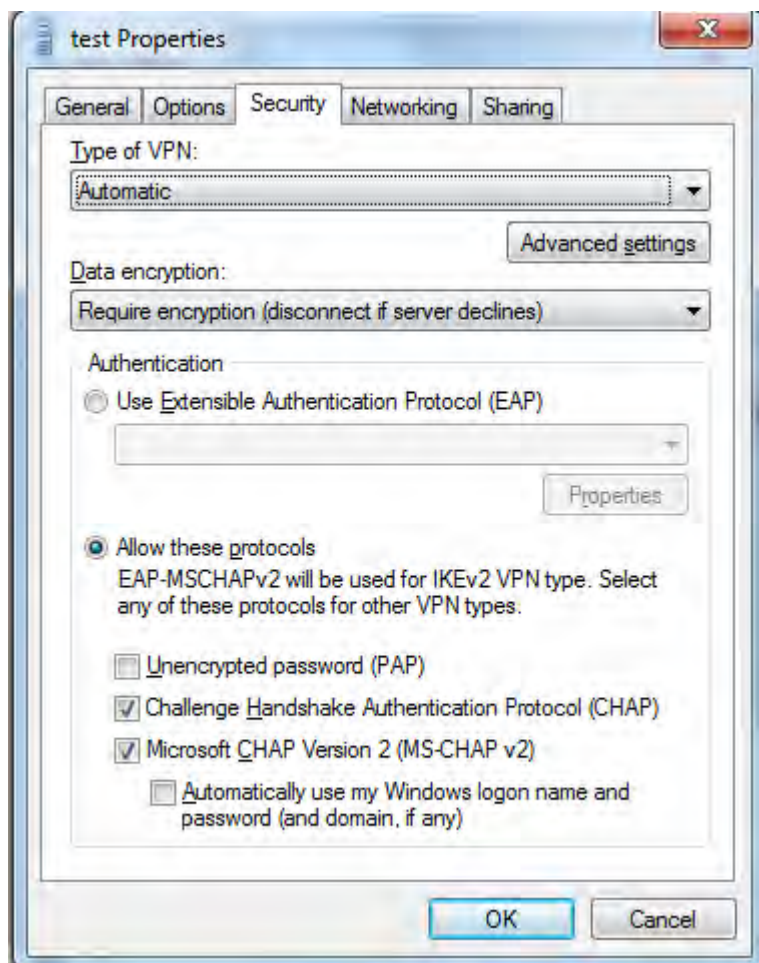 test Properties
General Options Security Networking Sharing
Type of VPN:
Automatic
Advanced settings
Data encryption:
Require encryption (disconnect if server declines)
Authentication
Use Extensible Authentication Protocol (EAP)
Properties
Allow these protocols
EAP-MSCHAPv2 will be used for IKEv2 VPN type. Select
any of these protocols for other VPN types.
Unencrypted password (PAP)
Challenge Handshake Authentication Protocol (CHAP)
Microsoft CHAP Version 2 (MS-CHAP v2)
Automatically use my Windows logon name and
password (and domain, if any)
OK Cancel